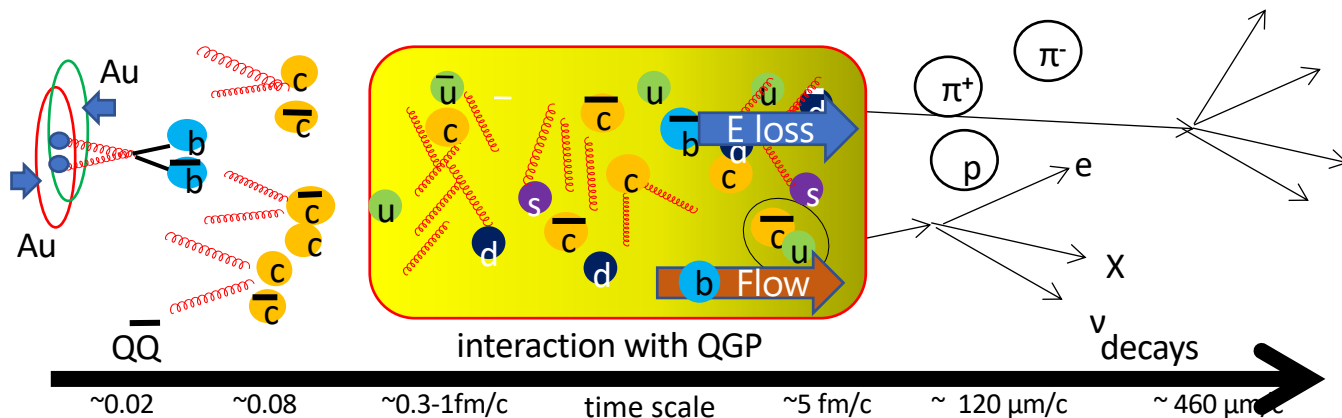 Au
Au
b
b̅
c
c̅
c̅
c
c
c̅
QQ̅
u̅
c
u
s
d
c̅
c̅
c
d
u
b̅
E loss
u
d̅
d
c
s
c̅
u
b
Flow
interaction with QGP
π⁺
π⁻
p
e
X
ν
decays
~0.02
~0.08
~0.3-1fm/c
time scale
~5 fm/c
~ 120 μm/c
~ 460 μm/c